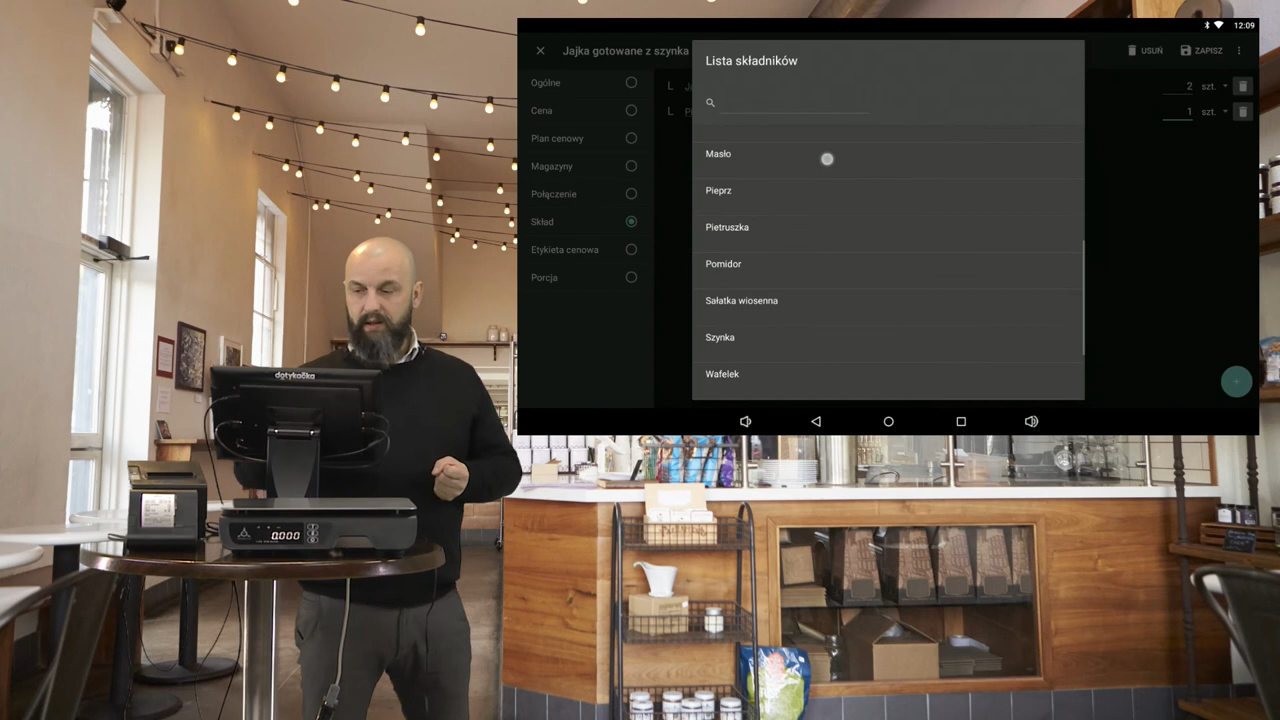 12:09
Jajka gotowane z szynka
USUŃ
ZAPISZ
Lista składników
Ogólne
Cena
Plan cenowy
Magazyny
Połączenie
Skład
Etykieta cenowa
Porcja
L
2 szt.
L
1 szt.
Masło
Pieprz
Pietruszka
Pomidor
Sałatka wiosenna
Szynka
Wafelek
dotykačka
0.000